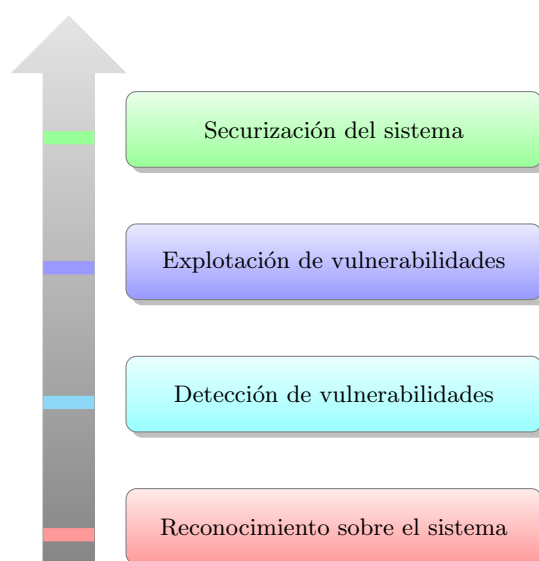 Securización del sistema
Explotación de vulnerabilidades
Detección de vulnerabilidades
Reconocimiento sobre el sistema